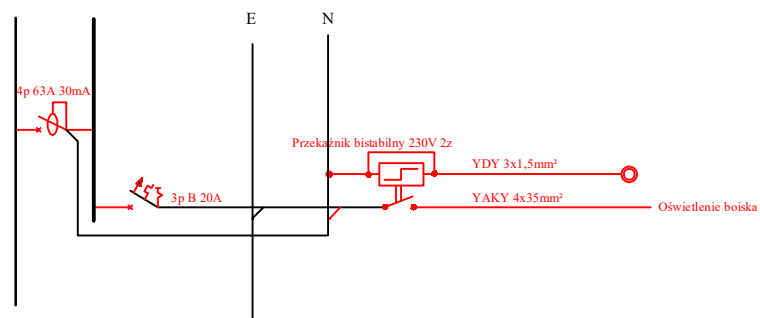 E
N
4p 63A 30mA
Przekaźnik bistabilny 230V 2z
YDY 3x1,5mm²
3p B 20A
YAKY 4x35mm²
Oświetlenie boiska